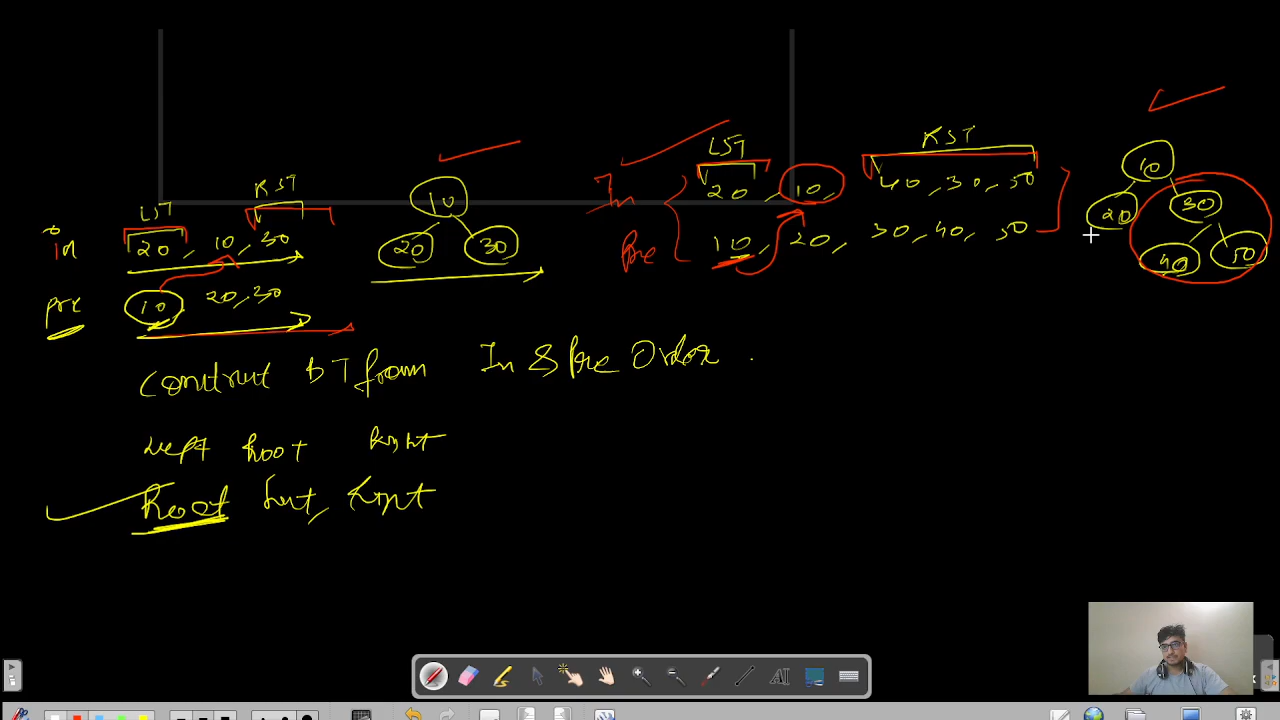 LST RST
in 20, 10, 30
pre 10 20, 30
10
20 30
LST RST
In 20, 10, 40, 30, 50
Pre 10, 20, 30, 40, 50
10
20 30
40 50
Construct BT from In & Pre Order.
Left Root Right
Root Left, Right